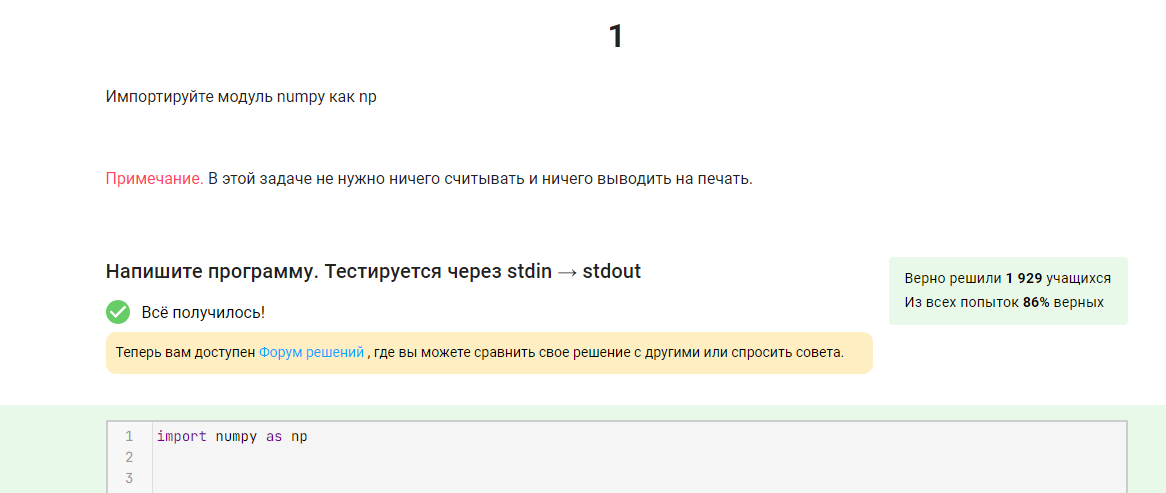 1
Импортируйте модуль numpy как np
Примечание. В этой задаче не нужно ничего считывать и ничего выводить на печать.
Напишите программу. Тестируется через stdin → stdout
Верно решили 1 929 учащихся
Из всех попыток 86% верных
Всё получилось!
Теперь вам доступен Форум решений , где вы можете сравнить свое решение с другими или спросить совета.
1 import numpy as np
2
3